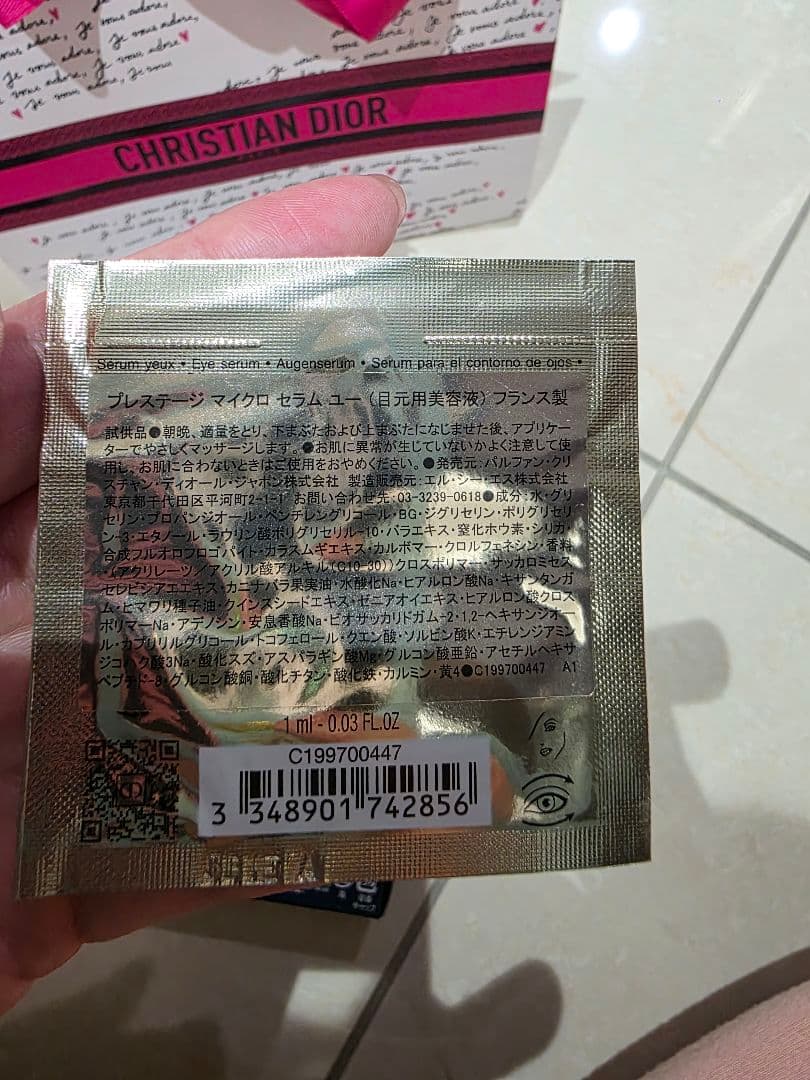 Je vous adore, Je vous adore,
CHRISTIAN DIOR
Sérum yeux • Eye serum • Augenserum • Serum para el contorno de ojos •
プレステージ マイクロ セラム ユー (目元用美容液) フランス製
試供品●朝晩、適量をとり、下まぶたおよび上まぶたになじませた後、アプリケー
ターでやさしくマッサージします。●お肌に異常が生じていないかよく注意して使
用し、お肌に合わないときはご使用をおやめください。●発売元:パルファン・クリ
スチャン・ディオール・ジャポン株式会社 製造販売元:エル・シー・エス株式会社
東京都千代田区平河町2-1-1 お問い合わせ先:03-3239-0618●成分:水・グリ
セリン・プロパンジオール・ペンチレングリコール・BG・ジグリセリン・ポリグリセリ
ン-3・エタノール・ラウリン酸ポリグリセリル-10・バラエキス・窒化ホウ素・シリカ・
合成フルオロフロゴパイト・カラスムギエキス・カルボマー・クロルフェネシン・香料
・(アクリレーツ/アクリル酸アルキル(C10-30))クロスポリマー・サッカロミセス
セレビシアエエキス・カニナバラ果実油・水酸化Na・ヒアルロン酸Na・キサンタンガ
ム・ヒマワリ種子油・クインスシードエキス・ゼニアオイエキス・ヒアルロン酸クロス
ポリマーNa・アデノシン・安息香酸Na・ビオサッカリドガム-2・1,2-ヘキサンジオー
ル・カプリリルグリコール・トコフェロール・クエン酸・ソルビン酸K・エチレンジアミン
ジコハク酸3Na・酸化スズ・アスパラギン酸Mg・グルコン酸亜鉛・アセチルヘキサ
ペプチド-8・グルコン酸銅・酸化チタン・酸化鉄・カルミン・黄4●C199700447 A1
1 ml - 0.03 FL.OZ
C199700447
3 348901 742856